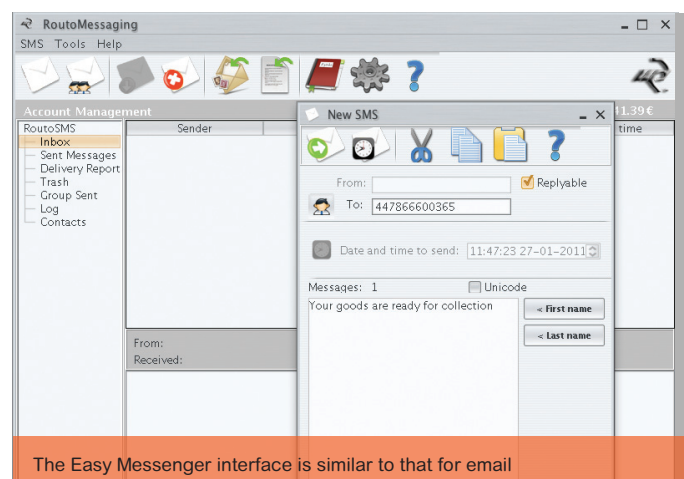 RoutoMessaging
SMS Tools Help
Account Management
41.39€
RoutoSMS
Inbox
Sent Messages
Delivery Report
Trash
Group Sent
Log
Contacts
Sender
time
From:
Received:
New SMS
From:
Replyable
To: 447866600365
Date and time to send: 11:47:23 27-01-2011
Messages: 1
Unicode
Your goods are ready for collection
< First name
< Last name
The Easy Messenger interface is similar to that for email